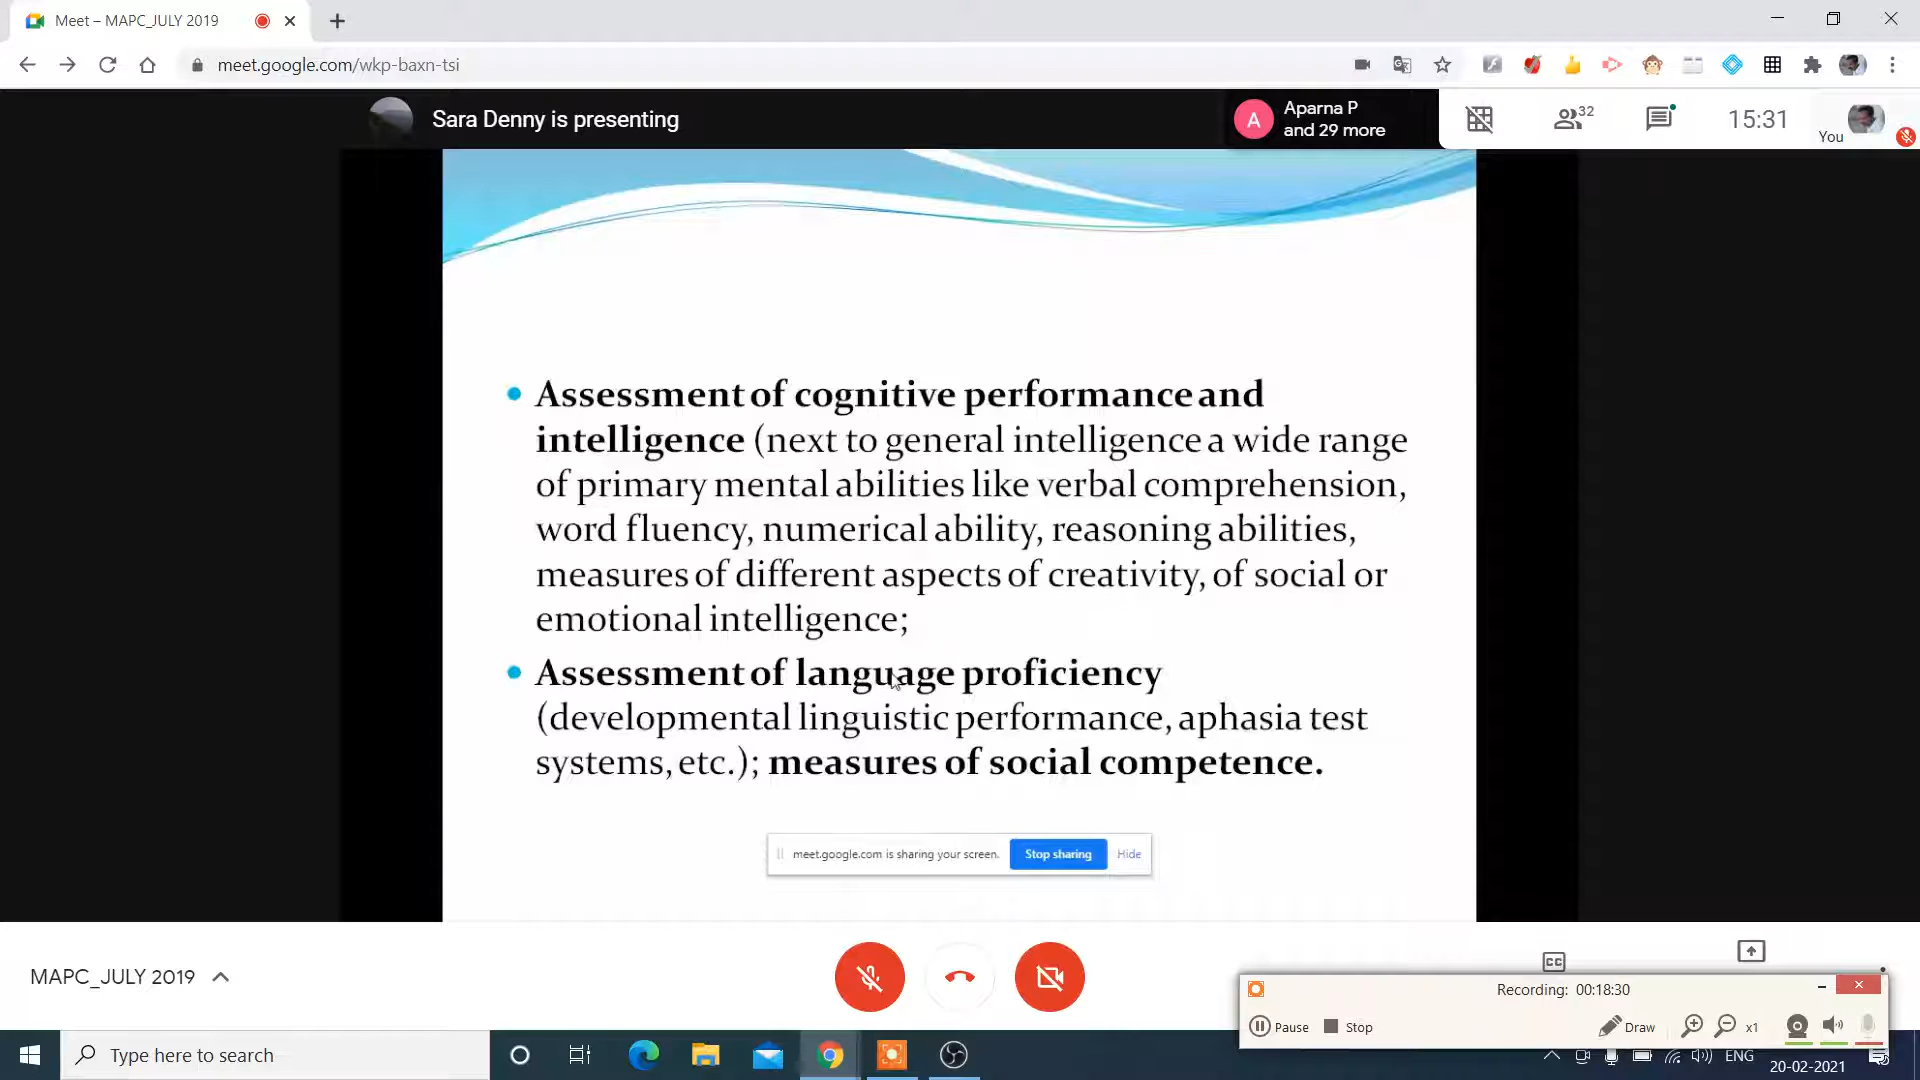 Meet – MAPC_JULY 2019
meet.google.com/wkp-baxn-tsi
Sara Denny is presenting
A
Aparna P
and 29 more
32
15:31
You
Assessment of cognitive performance and
intelligence (next to general intelligence a wide range
of primary mental abilities like verbal comprehension,
word fluency, numerical ability, reasoning abilities,
measures of different aspects of creativity, of social or
emotional intelligence;
Assessment of language proficiency
(developmental linguistic performance, aphasia test
systems, etc.); measures of social competence.
meet.google.com is sharing your screen. Stop sharing Hide
MAPC_JULY 2019
CC
Recording: 00:18:30
Pause Stop Draw x1
Type here to search
ENG
20-02-2021